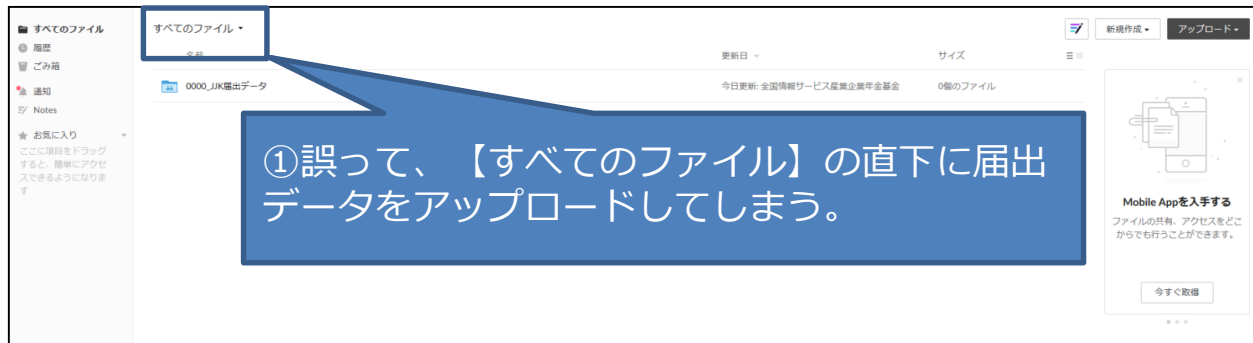 すべてのファイル
履歴
ごみ箱
通知
Notes
お気に入り
ここに項目をドラッグ
すると、簡単にアクセ
スできるようになりま
す
すべてのファイル
新規作成
アップロード
名前
更新日
サイズ
0000_JJK届出データ
今日更新: 全国情報サービス産業企業年金基金
0個のファイル
①誤って、【すべてのファイル】の直下に届出
データをアップロードしてしまう。
Mobile Appを入手する
ファイルの共有、アクセスをどこ
からでも行うことができます。
今すぐ取得